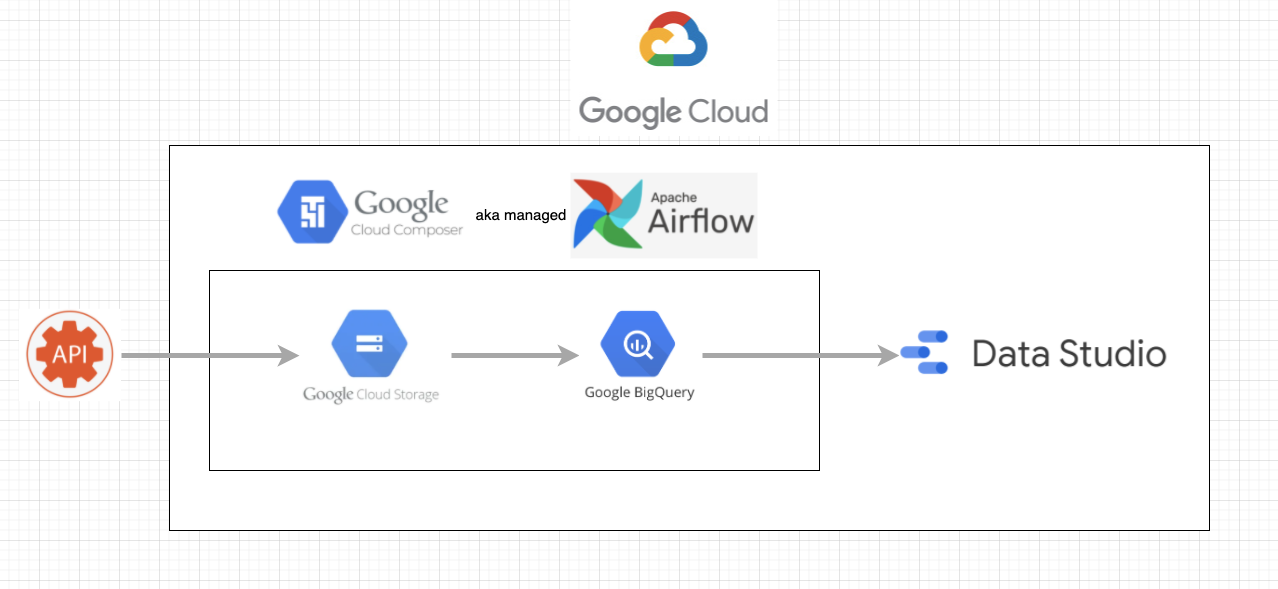 Google Cloud
Google
Cloud Composer
aka managed
Apache
Airflow
API
Google Cloud Storage
Google BigQuery
Data Studio